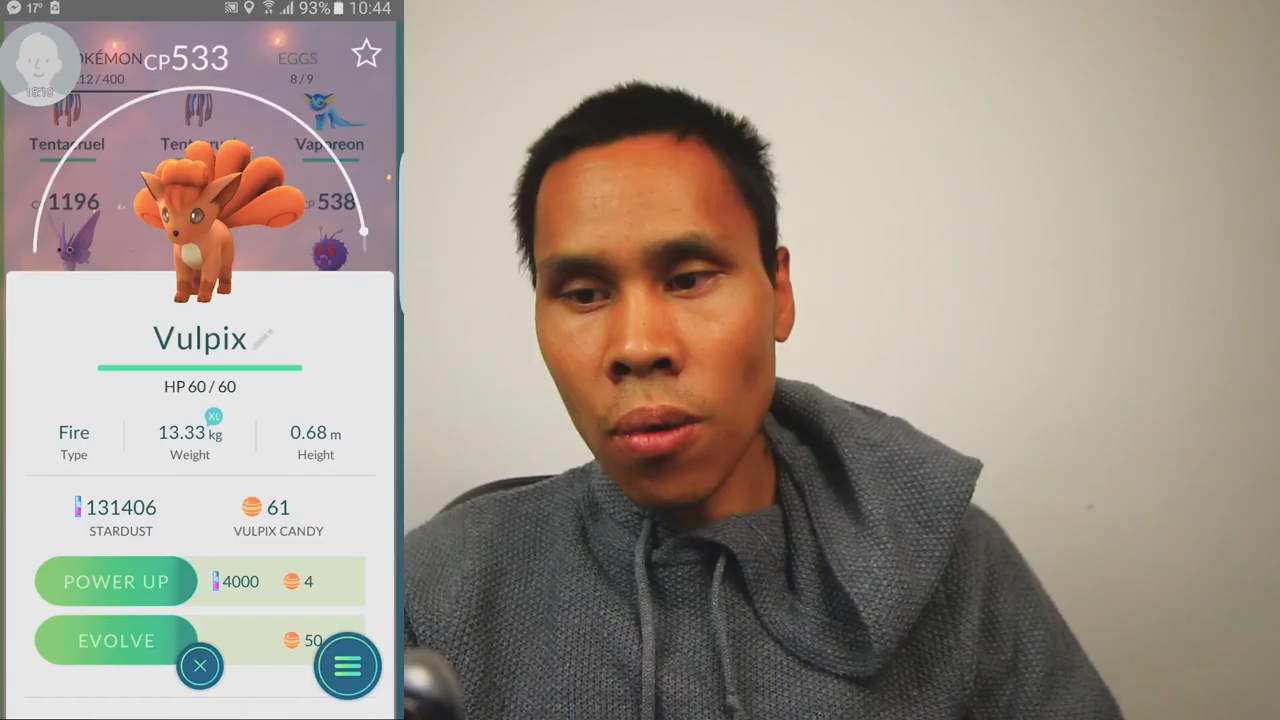 17° 93% 10:44
OKÉMON CP533 EGGS
12 / 400 8 / 9
Tentacruel Vaporeon
1196 538
XL
Vulpix
HP 60 / 60
Fire 13.33 kg 0.68 m
Type Weight Height
131406 61
STARDUST VULPIX CANDY
POWER UP 4000 4
EVOLVE 50